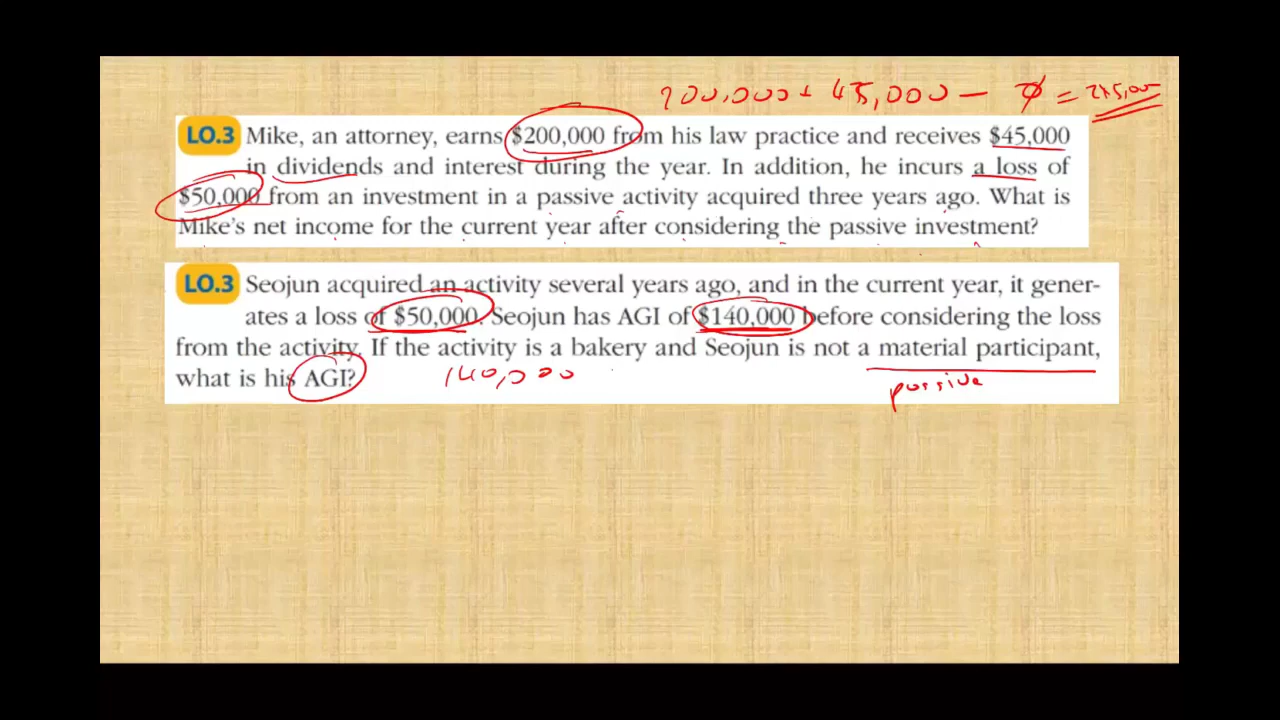 200,000 + 45,000 - 0 = 245,000
LO.3 Mike, an attorney, earns $200,000 from his law practice and receives $45,000
in dividends and interest during the year. In addition, he incurs a loss of
$50,000 from an investment in a passive activity acquired three years ago. What is
Mike's net income for the current year after considering the passive investment?
LO.3 Seojun acquired an activity several years ago, and in the current year, it gener-
ates a loss of $50,000. Seojun has AGI of $140,000 before considering the loss
from the activity. If the activity is a bakery and Seojun is not a material participant,
what is his AGI? 140,000
passive